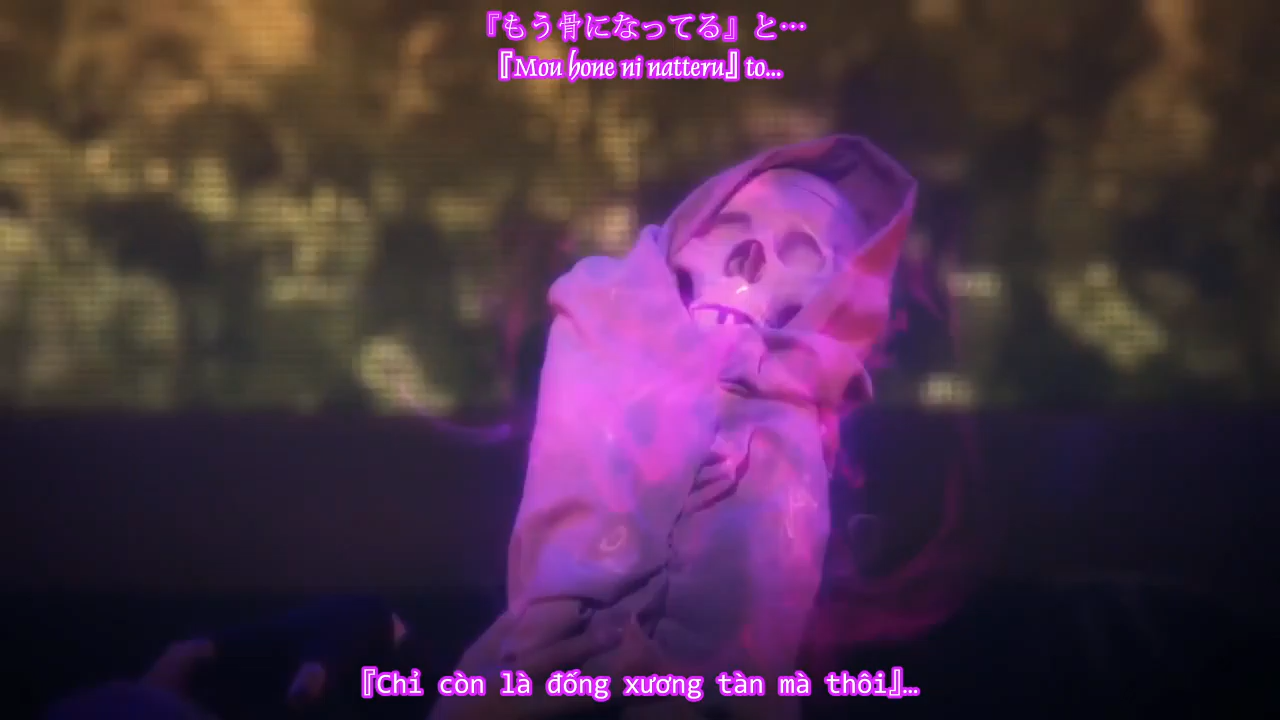 『もう骨になってる』と…
『Mou hone ni natteru』to...
『Chỉ còn là đống xương tàn mà thôi』…